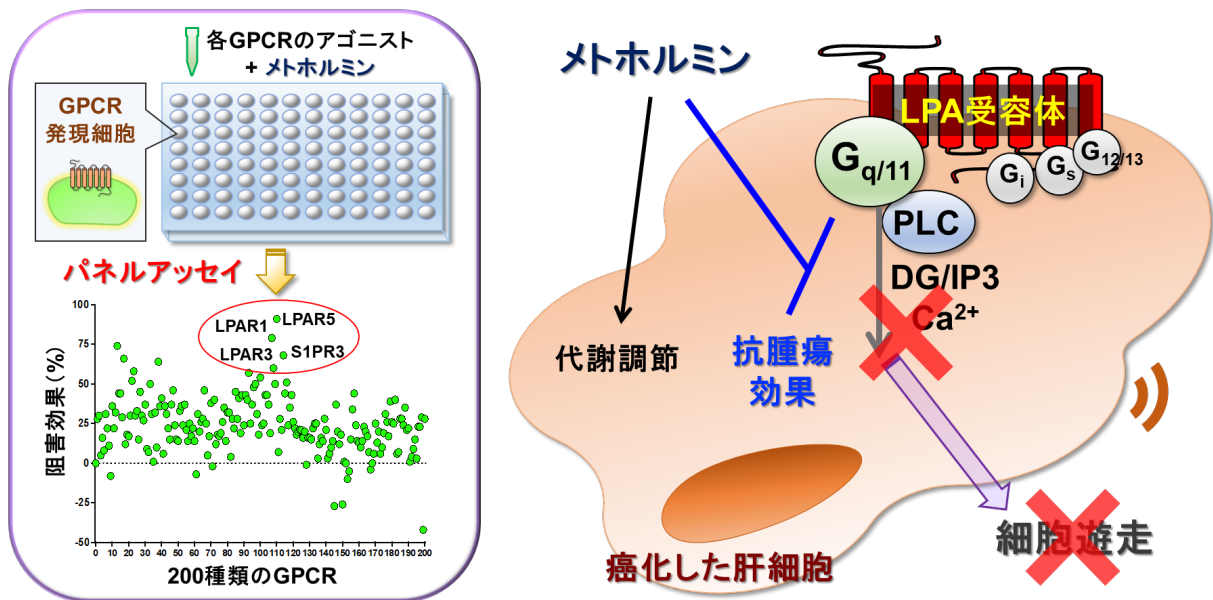 各GPCRのアゴニスト
+ メトホルミン
GPCR
発現細胞
パネルアッセイ
100
75
50
25
0
-25
-50
阻害効果(%)
LPAR1
LPAR5
LPAR3
S1PR3
0 10 20 30 40 50 60 70 80 90 100 110 120 130 140 150 160 170 180 190 200
200種類のGPCR
メトホルミン
LPA受容体
Gq/11
Gi
Gs
G12/13
PLC
DG/IP3
Ca2+
代謝調節
抗腫瘍
効果
細胞遊走
癌化した肝細胞